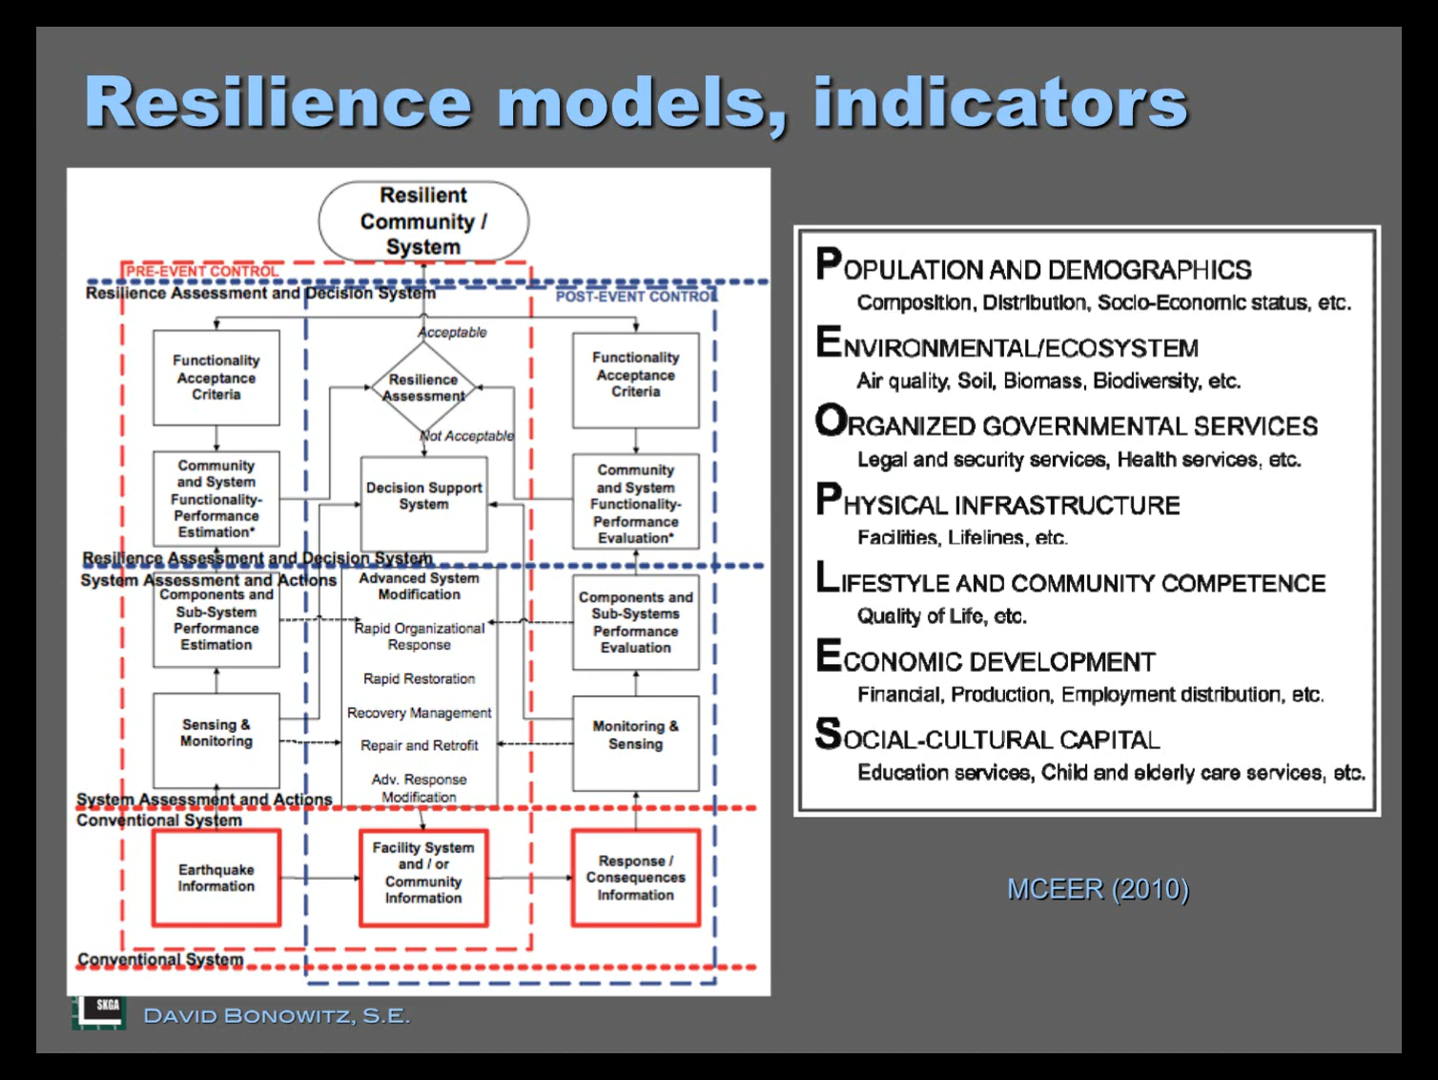 Resilience models, indicators
Resilient
Community /
System
PRE-EVENT CONTROL
Resilience Assessment and Decision System
POST-EVENT CONTROL
Acceptable
Functionality
Acceptance
Criteria
Resilience
Assessment
Functionality
Acceptance
Criteria
Not Acceptable
Community
and System
Functionality-
Performance
Estimation*
Decision Support
System
Community
and System
Functionality-
Performance
Evaluation*
Resilience Assessment and Decision System
System Assessment and Actions
Components and
Sub-System
Performance
Estimation
Advanced System
Modification
Rapid Organizational
Response
Rapid Restoration
Recovery Management
Repair and Retrofit
Adv. Response
Modification
Components and
Sub-Systems
Performance
Evaluation
Sensing &
Monitoring
Monitoring &
Sensing
System Assessment and Actions
Conventional System
Earthquake
Information
Facility System
and / or
Community
Information
Response /
Consequences
Information
Conventional System
POPULATION AND DEMOGRAPHICS
Composition, Distribution, Socio-Economic status, etc.
ENVIRONMENTAL/ECOSYSTEM
Air quality, Soil, Biomass, Biodiversity, etc.
ORGANIZED GOVERNMENTAL SERVICES
Legal and security services, Health services, etc.
PHYSICAL INFRASTRUCTURE
Facilities, Lifelines, etc.
LIFESTYLE AND COMMUNITY COMPETENCE
Quality of Life, etc.
ECONOMIC DEVELOPMENT
Financial, Production, Employment distribution, etc.
SOCIAL-CULTURAL CAPITAL
Education services, Child and elderly care services, etc.
MCEER (2010)
SKGA
DAVID BONOWITZ, S.E.